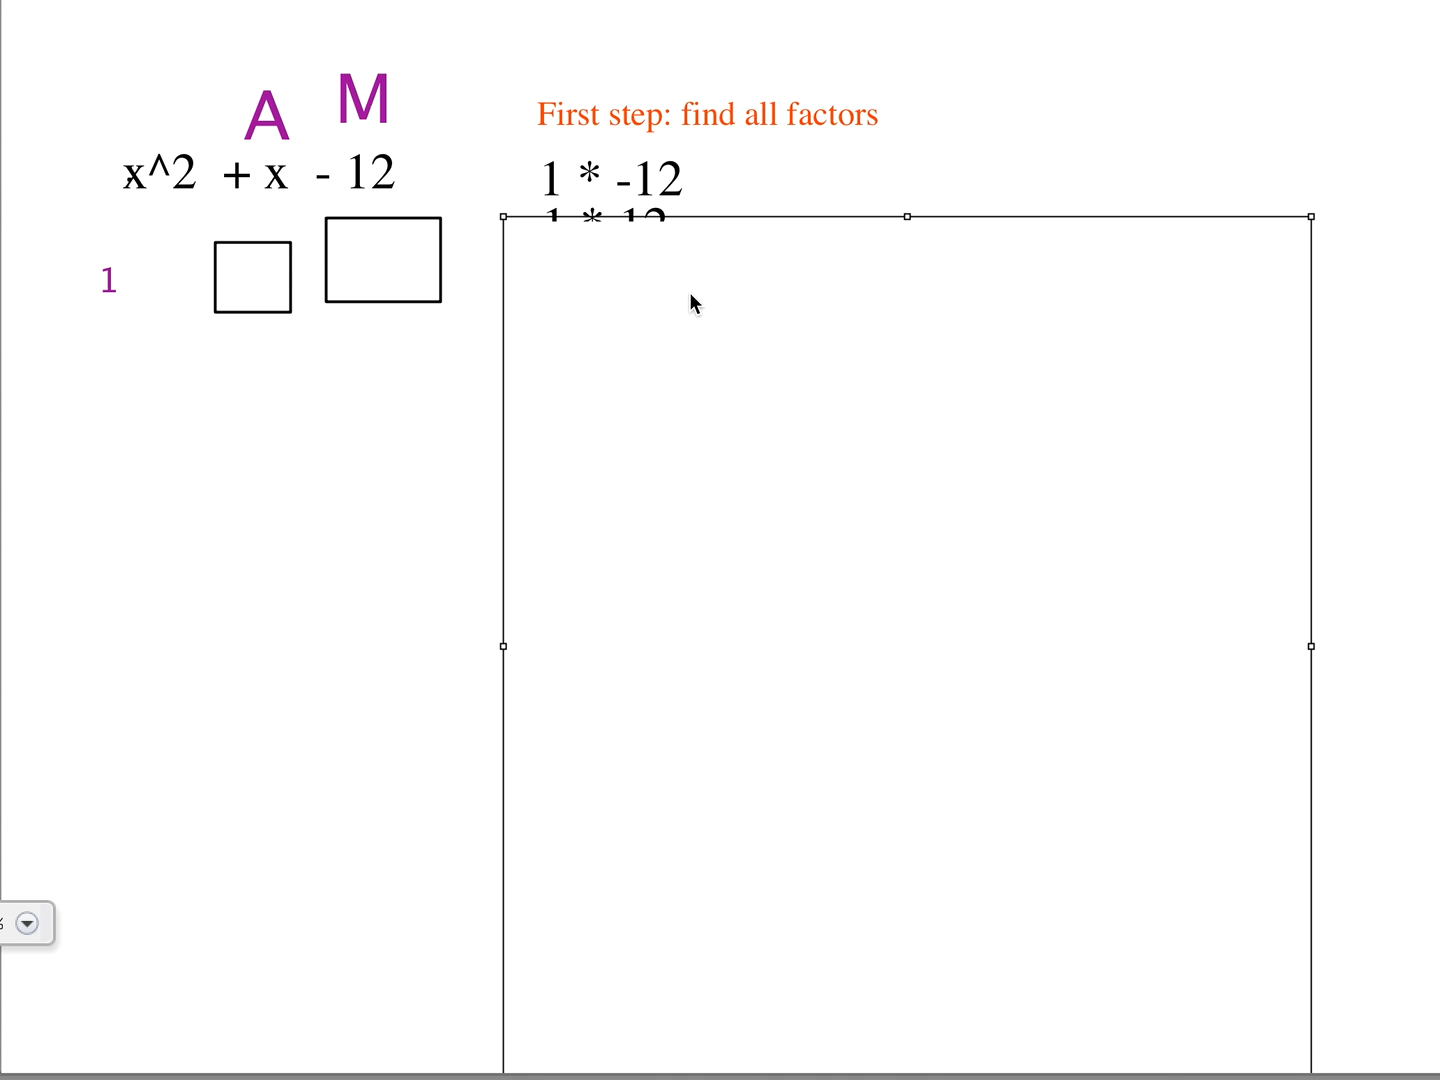 A M
x^2 + x - 12
1
First step: find all factors
1 * -12